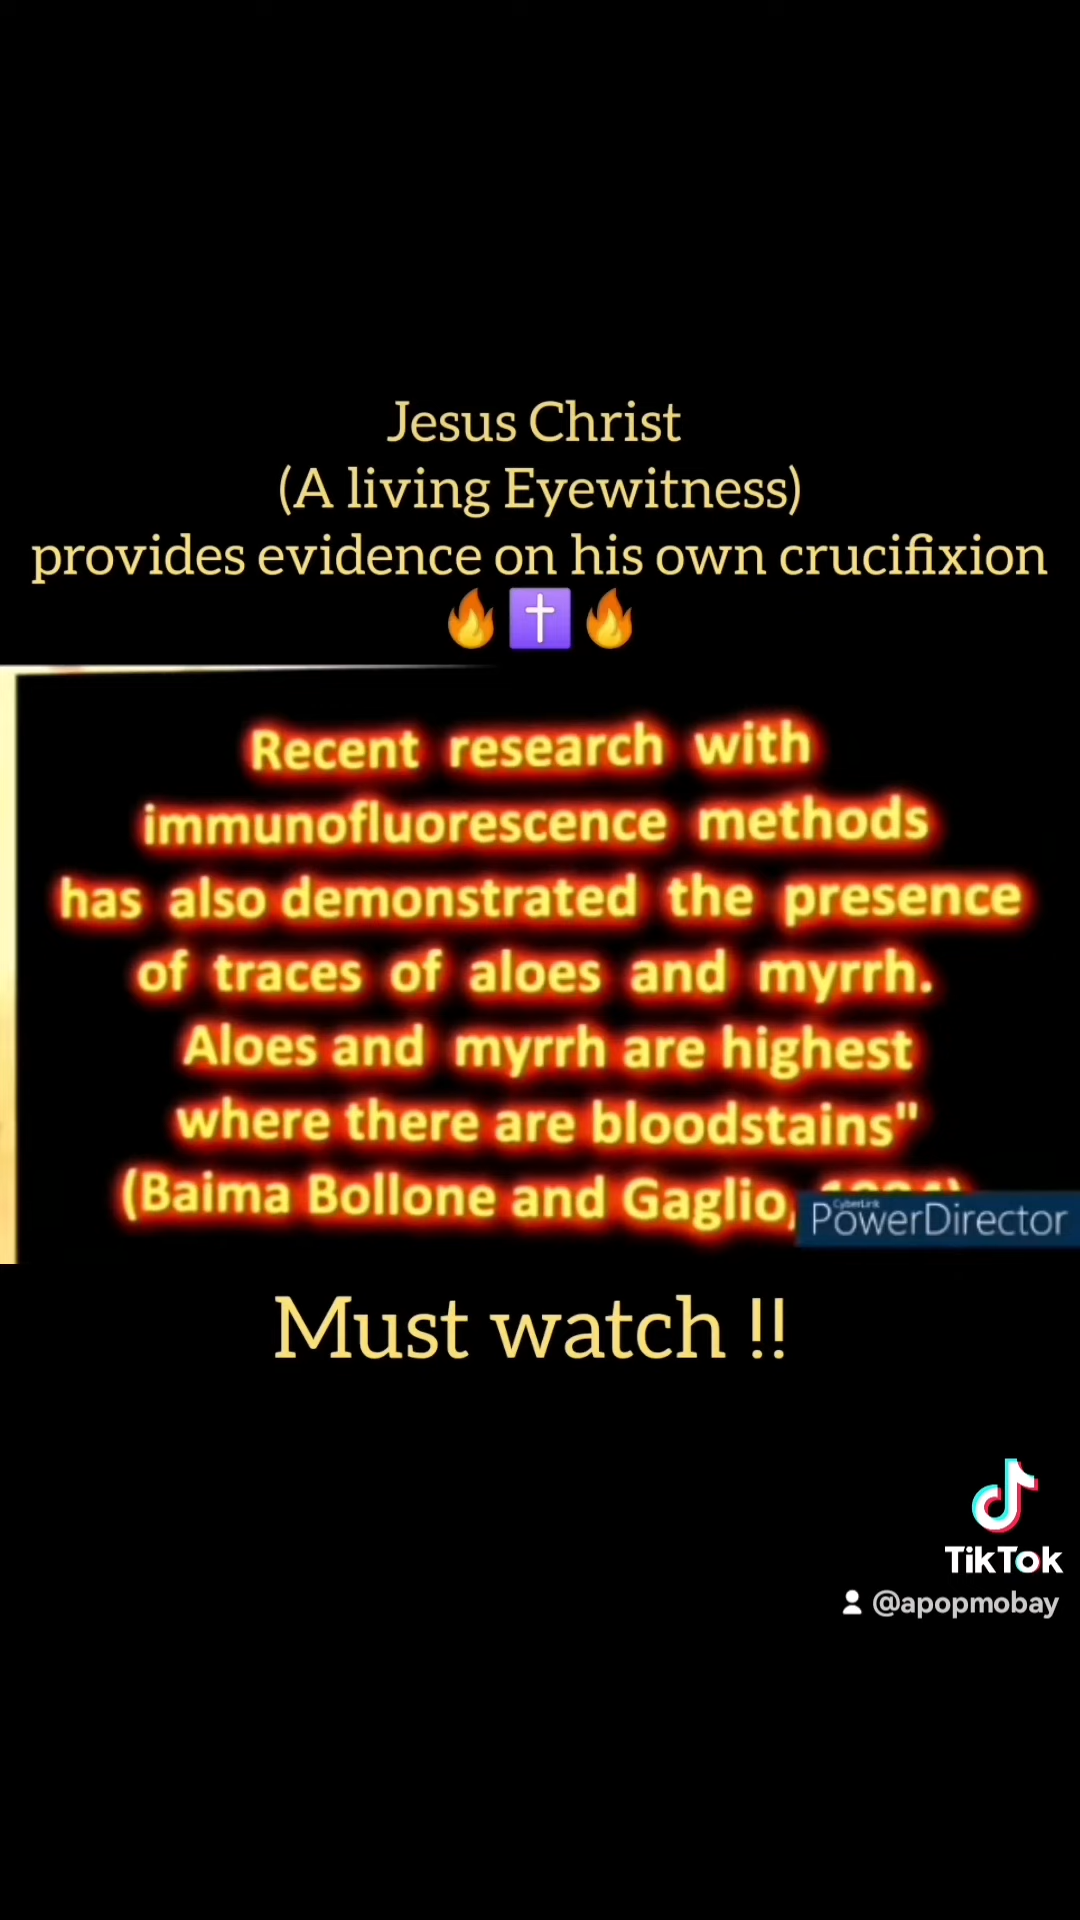 Jesus Christ
(A living Eyewitness)
provides evidence on his own crucifixion
🔥✝️🔥
Recent research with
immunofluorescence methods
has also demonstrated the presence
of traces of aloes and myrrh.
Aloes and myrrh are highest
where there are bloodstains"
(Baima Bollone and Gaglio,
CyberLink
PowerDirector
Must watch !!
TikTok
@apopmobay